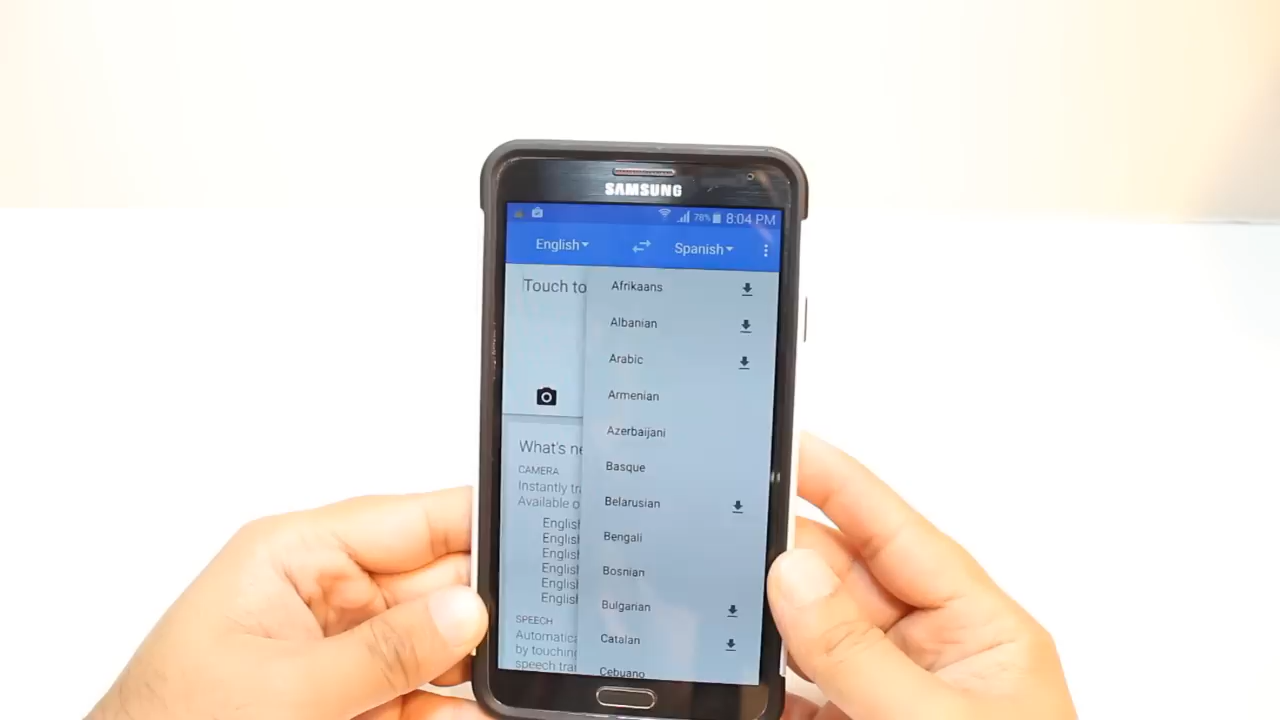 SAMSUNG
78% 8:04 PM
English Spanish
Touch to
What's ne
CAMERA
Instantly tr
Available o
English
English
English
English
English
English
SPEECH
Automatica
by touching
speech tra
Afrikaans
Albanian
Arabic
Armenian
Azerbaijani
Basque
Belarusian
Bengali
Bosnian
Bulgarian
Catalan
Cebuano